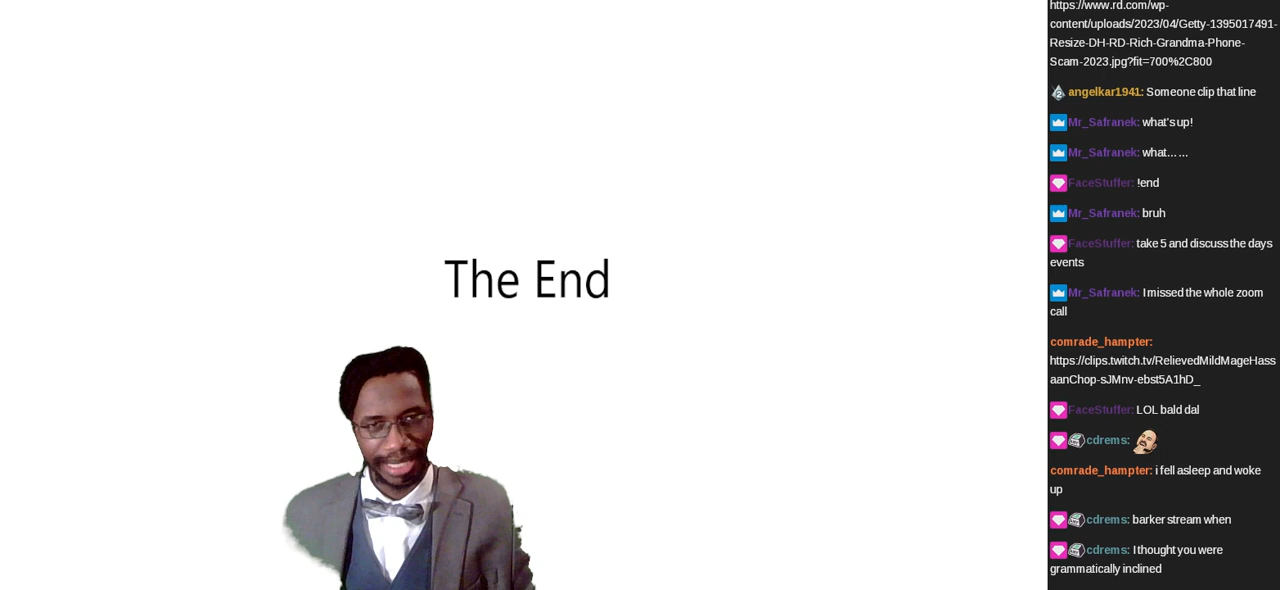 The End
https://www.rd.com/wp-
content/uploads/2023/04/Getty-1395017491-
Resize-DH-RD-Rich-Grandma-Phone-
Scam-2023.jpg?fit=700%2C800
2 angelkar1941: Someone clip that line
Mr_Safranek: what's up!
Mr_Safranek: what... ...
FaceStuffer: !end
Mr_Safranek: bruh
FaceStuffer: take 5 and discuss the days
events
Mr_Safranek: I missed the whole zoom
call
comrade_hampter:
https://clips.twitch.tv/RelievedMildMageHass
aanChop-sJMnv-ebst5A1hD_
FaceStuffer: LOL bald dal
cdrems:
comrade_hampter: i fell asleep and woke
up
cdrems: barker stream when
cdrems: I thought you were
grammatically inclined